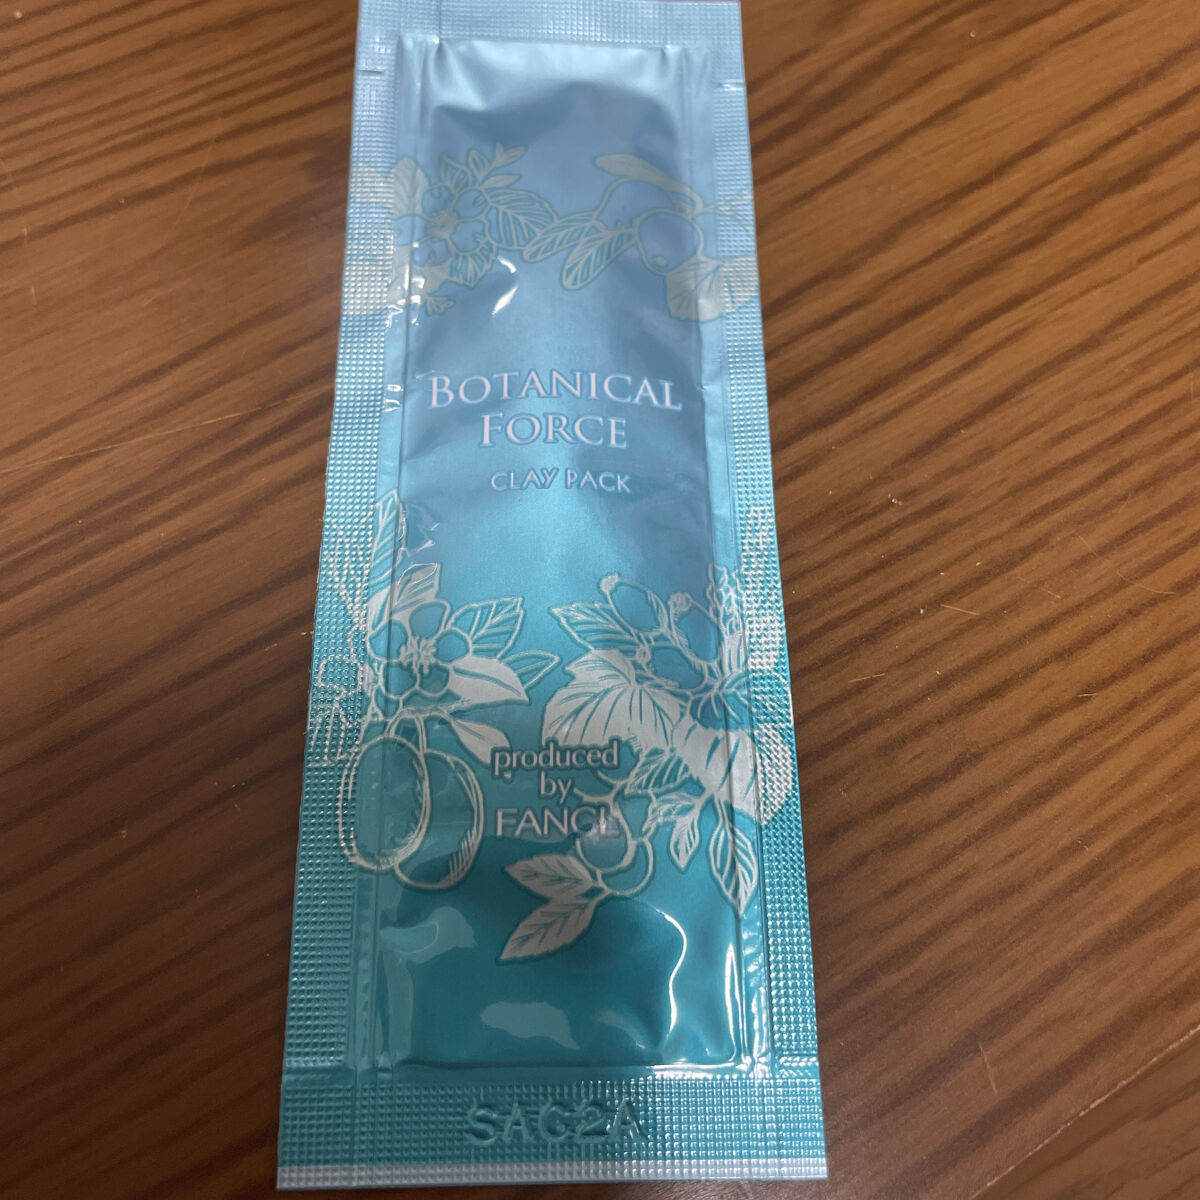 BOTANICAL
FORCE
CLAY PACK
produced
by
FANCL
SAC2A